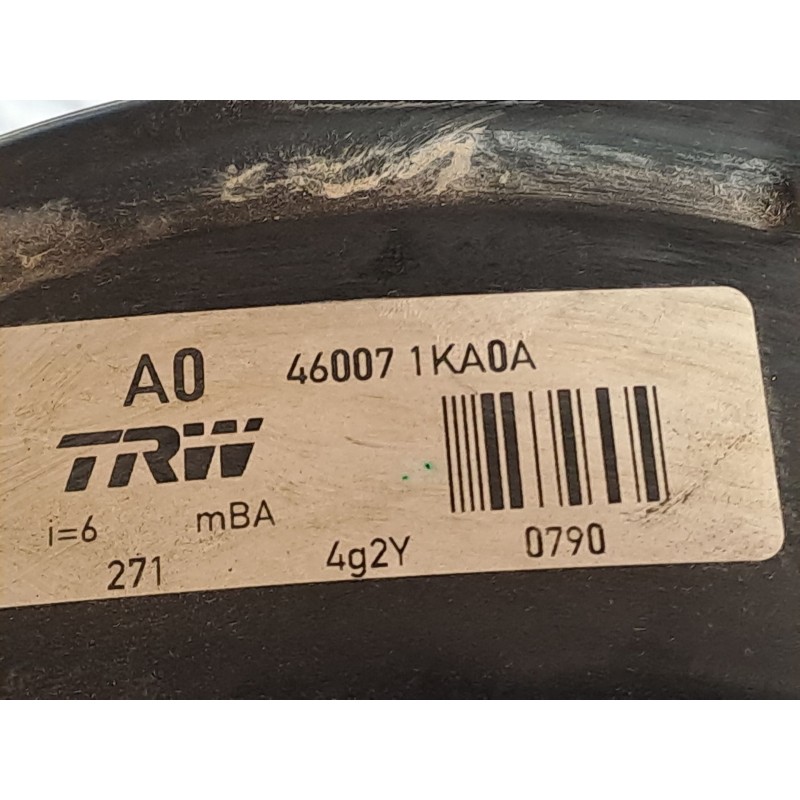 A0 46007 1KA0A
TRW
i=6 mBA
271 4g2Y 0790